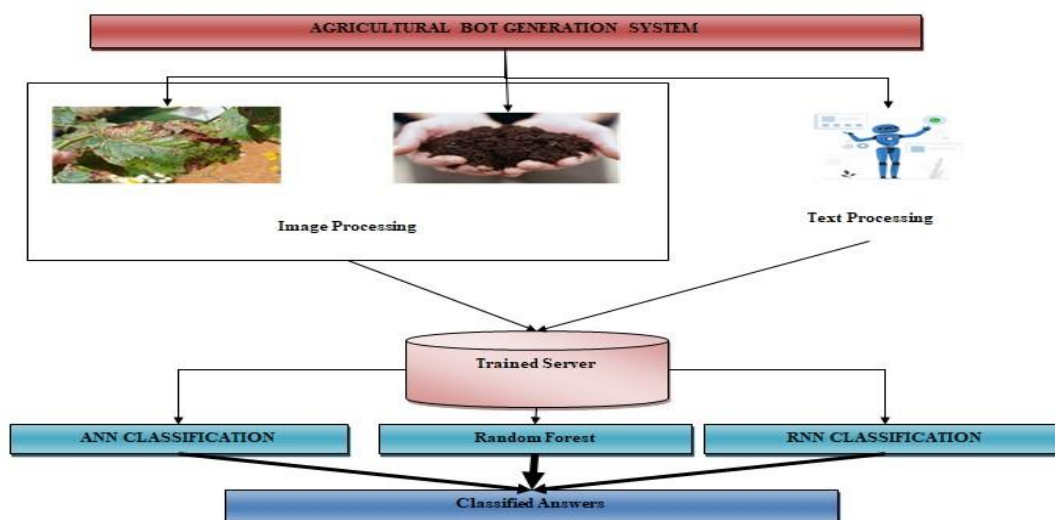 AGRICULTURAL BOT GENERATION SYSTEM
Image Processing
Text Processing
Trained Server
ANN CLASSIFICATION
Random Forest
RNN CLASSIFICATION
Classified Answers